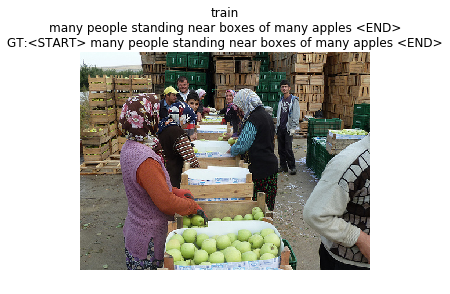 train
many people standing near boxes of many apples <END>
GT:<START> many people standing near boxes of many apples <END>